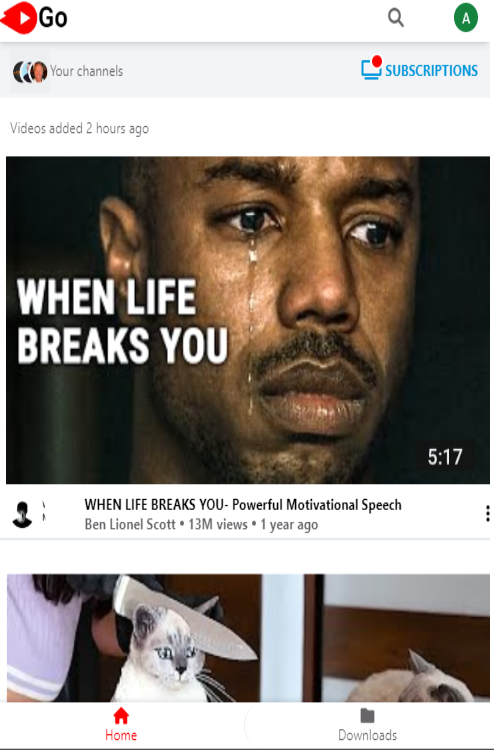 Go
A
Your channels
SUBSCRIPTIONS
Videos added 2 hours ago
WHEN LIFE
BREAKS YOU
5:17
WHEN LIFE BREAKS YOU- Powerful Motivational Speech
Ben Lionel Scott • 13M views • 1 year ago
Home
Downloads